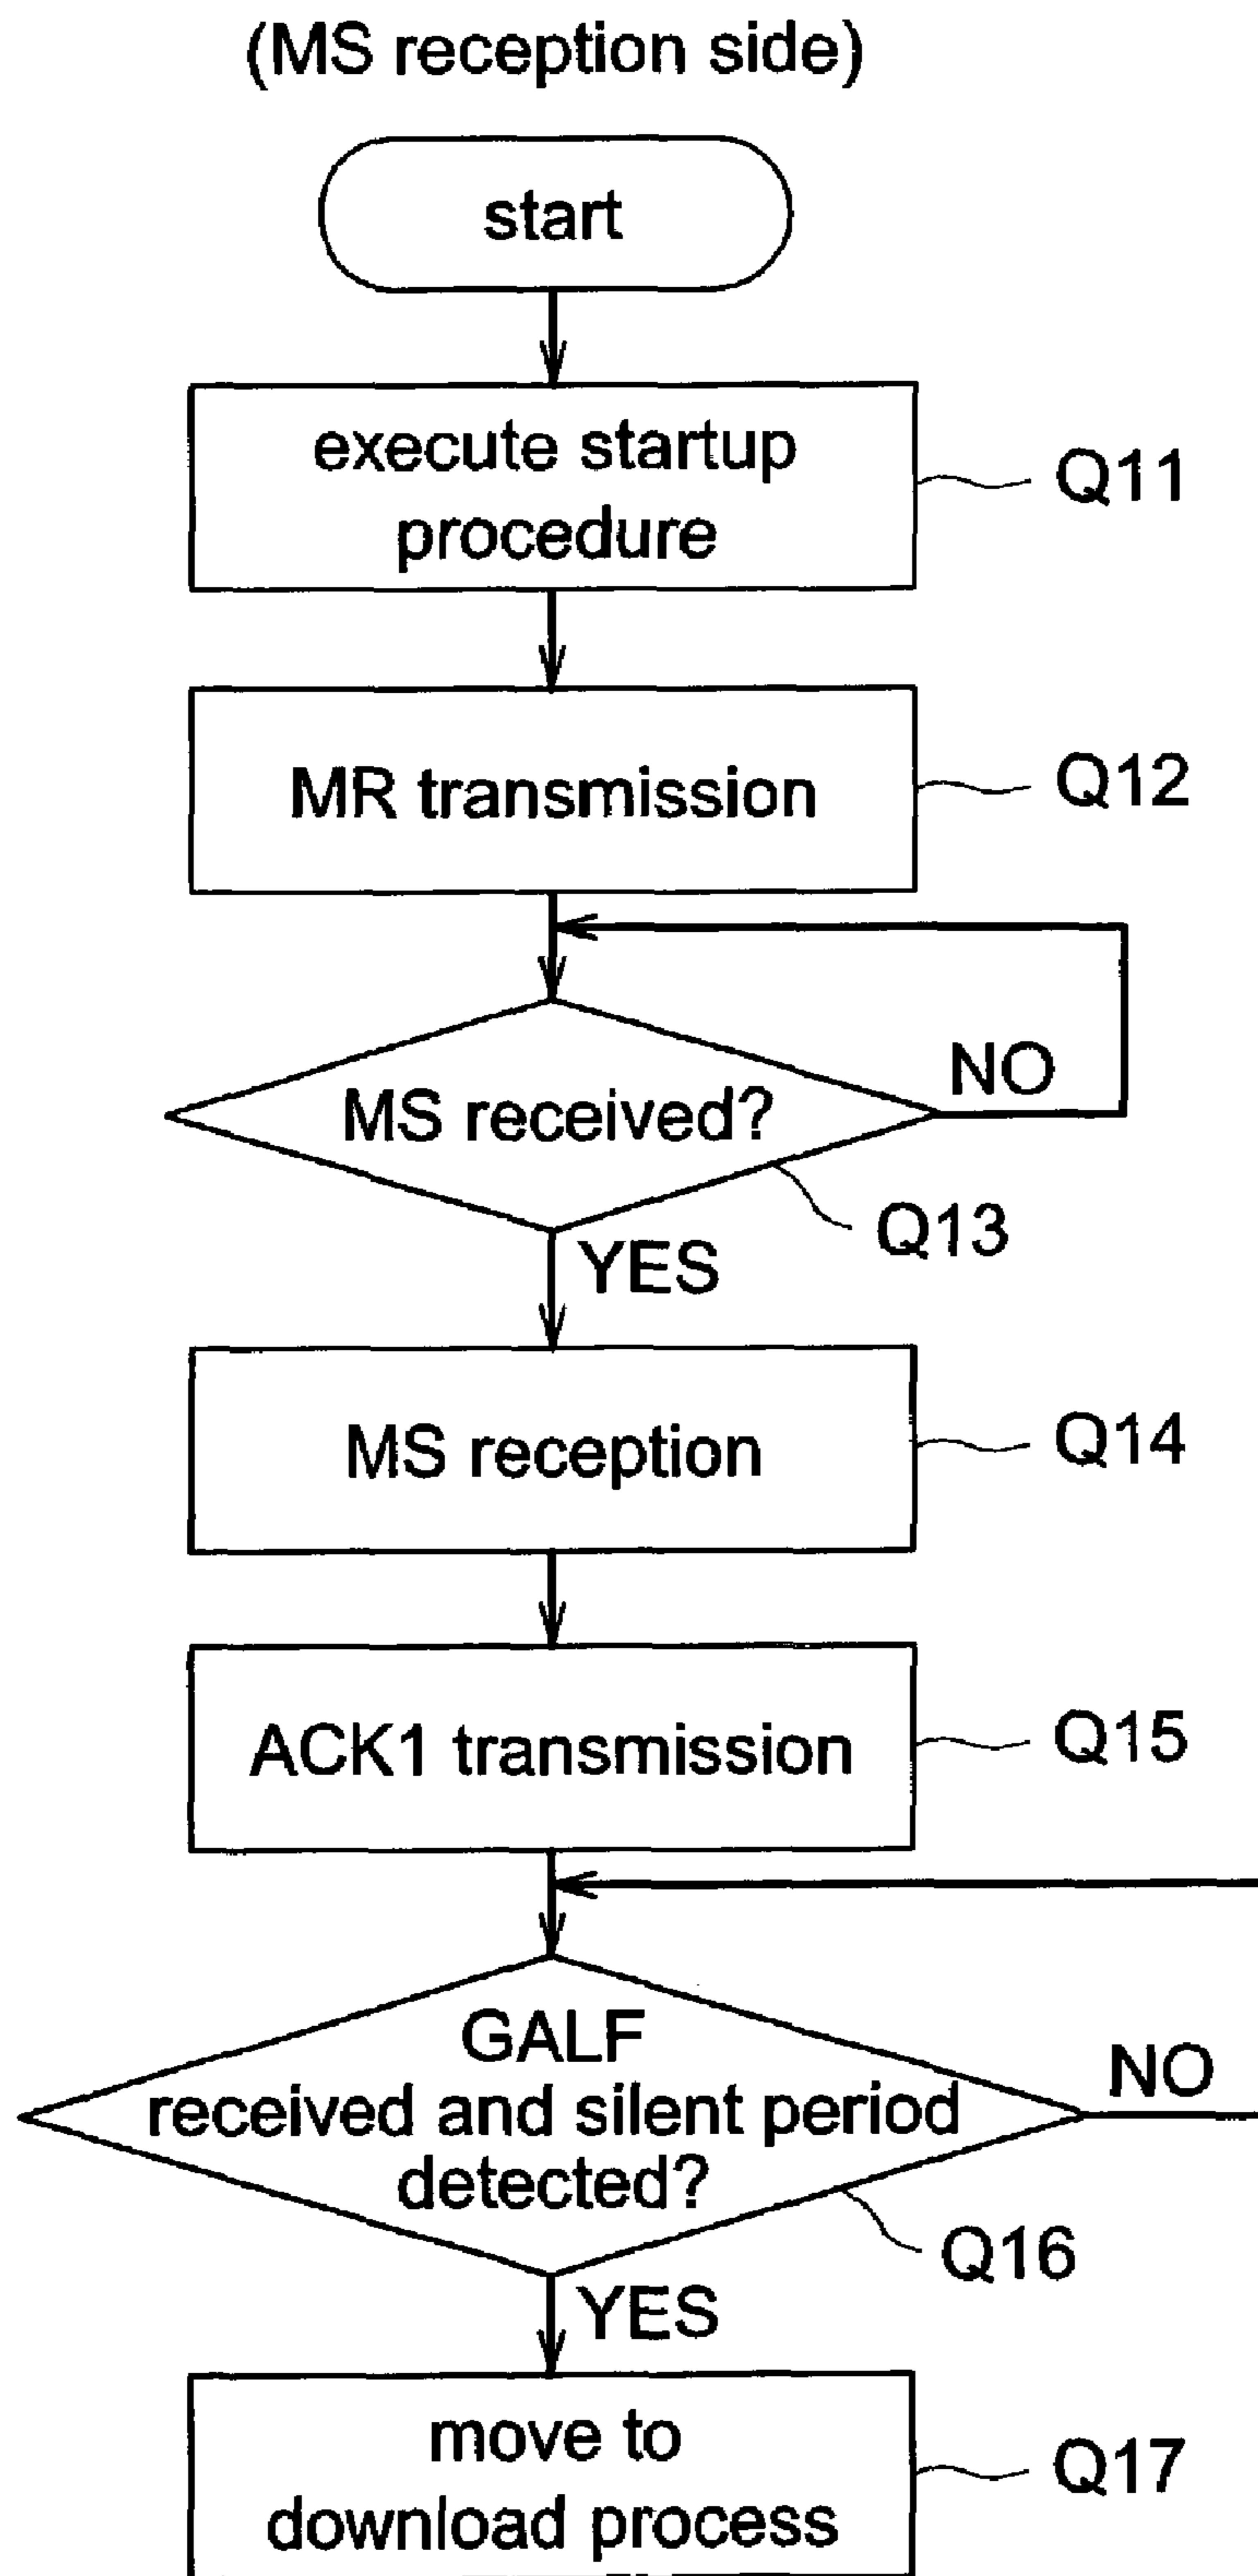 (MS reception side)
start
execute startup
procedure
Q11
MR transmission
Q12
MS received?
NO
Q13
YES
MS reception
Q14
ACK1 transmission
Q15
GALF
received and silent period
detected?
NO
Q16
YES
move to
download process
Q17